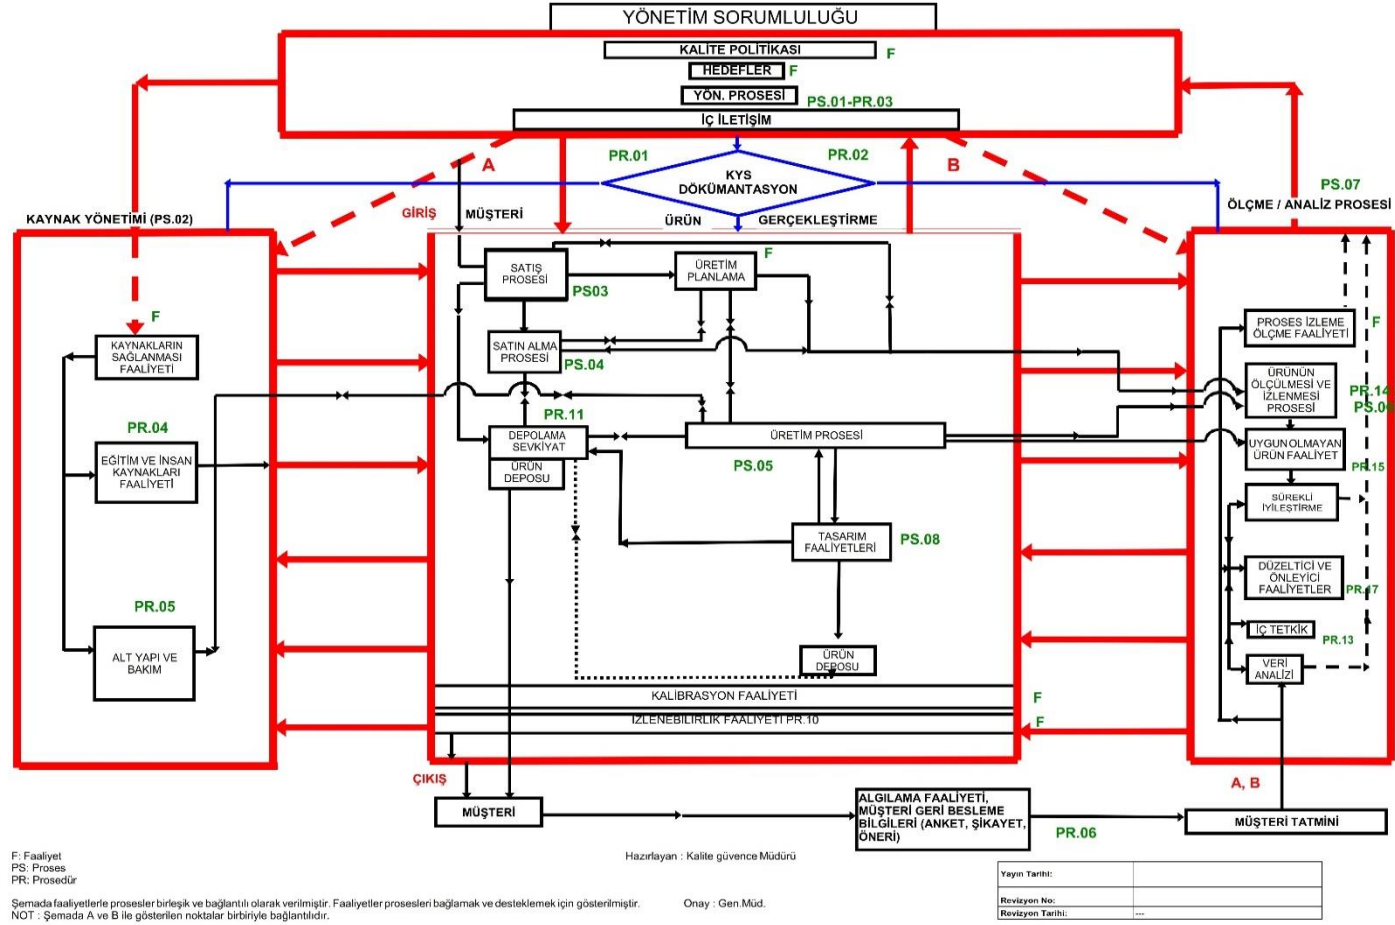 YÖNETİM SORUMLULUĞU
KALİTE POLİTİKASI
F
HEDEFLER
F
YÖN. PROSESİ
PS.01-PR.03
İÇ İLETİŞİM
A
PR.01
PR.02
B
KYS
DÖKÜMANTASYON
PS.07
ÖLÇME / ANALİZ PROSESİ
KAYNAK YÖNETİMİ (PS.02)
GİRİŞ
MÜŞTERİ
ÜRÜN
GERÇEKLEŞTİRME
F
KAYNAKLARIN
SAĞLANMASI
FAALİYETİ
PR.04
EĞİTİM VE İNSAN
KAYNAKLARI
FAALİYETİ
PR.05
ALT YAPI VE
BAKIM
SATIŞ
PROSESİ
PS03
ÜRETİM
PLANLAMA
F
SATIN ALMA
PROSESİ
PS.04
PR.11
DEPOLAMA
SEVKİYAT
ÜRÜN
DEPOSU
ÜRETİM PROSESİ
PS.05
TASARIM
FAALİYETLERİ
PS.08
ÜRÜN
DEPOSU
KALİBRASYON FAALİYETİ
F
İZLENEBİLİRLİK FAALİYETİ PR.10
F
PROSES İZLEME
ÖLÇME FAALİYETİ
F
ÜRÜNÜN
ÖLÇÜLMESİ VE
İZLENMESİ
PROSESİ
PR.14
UYGUN OLMAYAN
ÜRÜN FAALİYET
PR.15
SÜREKLİ
İYİLEŞTİRME
DÜZELTİCİ VE
ÖNLEYİCİ
FAALİYETLER
PR.17
İÇ TETKİK
PR.13
VERİ
ANALİZİ
ÇIKIŞ
A, B
MÜŞTERİ
ALGILAMA FAALİYETİ,
MÜŞTERİ GERİ BESLEME
BİLGİLERİ (ANKET, ŞİKAYET,
ÖNERİ)
PR.06
MÜŞTERİ TATMİNİ
F: Faaliyet
PS: Proses
PR: Prosedür
Hazırlayan : Kalite güvence Müdürü
Şemada faaliyetlerle prosesler birleşik ve bağlantılı olarak verilmiştir. Faaliyetler prosesleri bağlamak ve desteklemek için gösterilmiştir.
Onay : Gen.Müd.
NOT : Şemada A ve B ile gösterilen noktalar birbiriyle bağlantılıdır.
Yayın Tarihi:
Revizyon No:
Revizyon Tarihi: ---